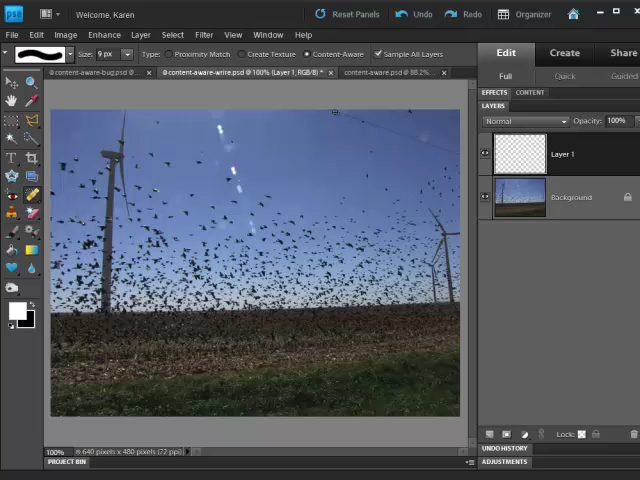 pse Welcome, Karen Reset Panels Undo Redo Organizer
File Edit Image Enhance Layer Select Filter View Window Help
Size: 9 px Type: Proximity Match Create Texture Content-Aware Sample All Layers
Edit Create Share
content-aware-bug.psd @ × content-aware-wrire.psd @ 100% (Layer 1, RGB/8) * × content-aware.psd @ 88.2% ... ×
Full Quick Guided
EFFECTS CONTENT
LAYERS
Normal Opacity: 100%
Layer 1
Background
T
Lock:
100% 640 pixels x 480 pixels (72 ppi)
UNDO HISTORY
PROJECT BIN
ADJUSTMENTS